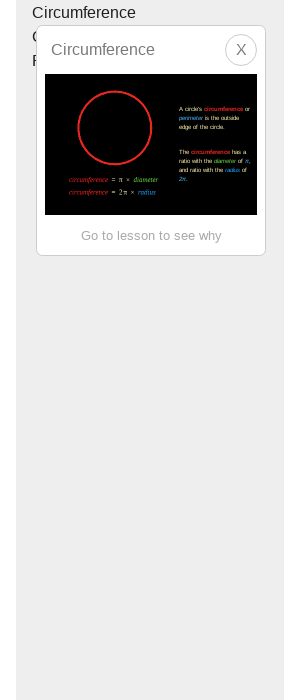 Circumference
Circumference
X
A circle's circumference or
perimeter is the outside
edge of the circle.
The circumference has a
ratio with the diameter of π,
and ratio with the radius of
2π.
circumference = π × diameter
circumference = 2π × radius
Go to lesson to see why